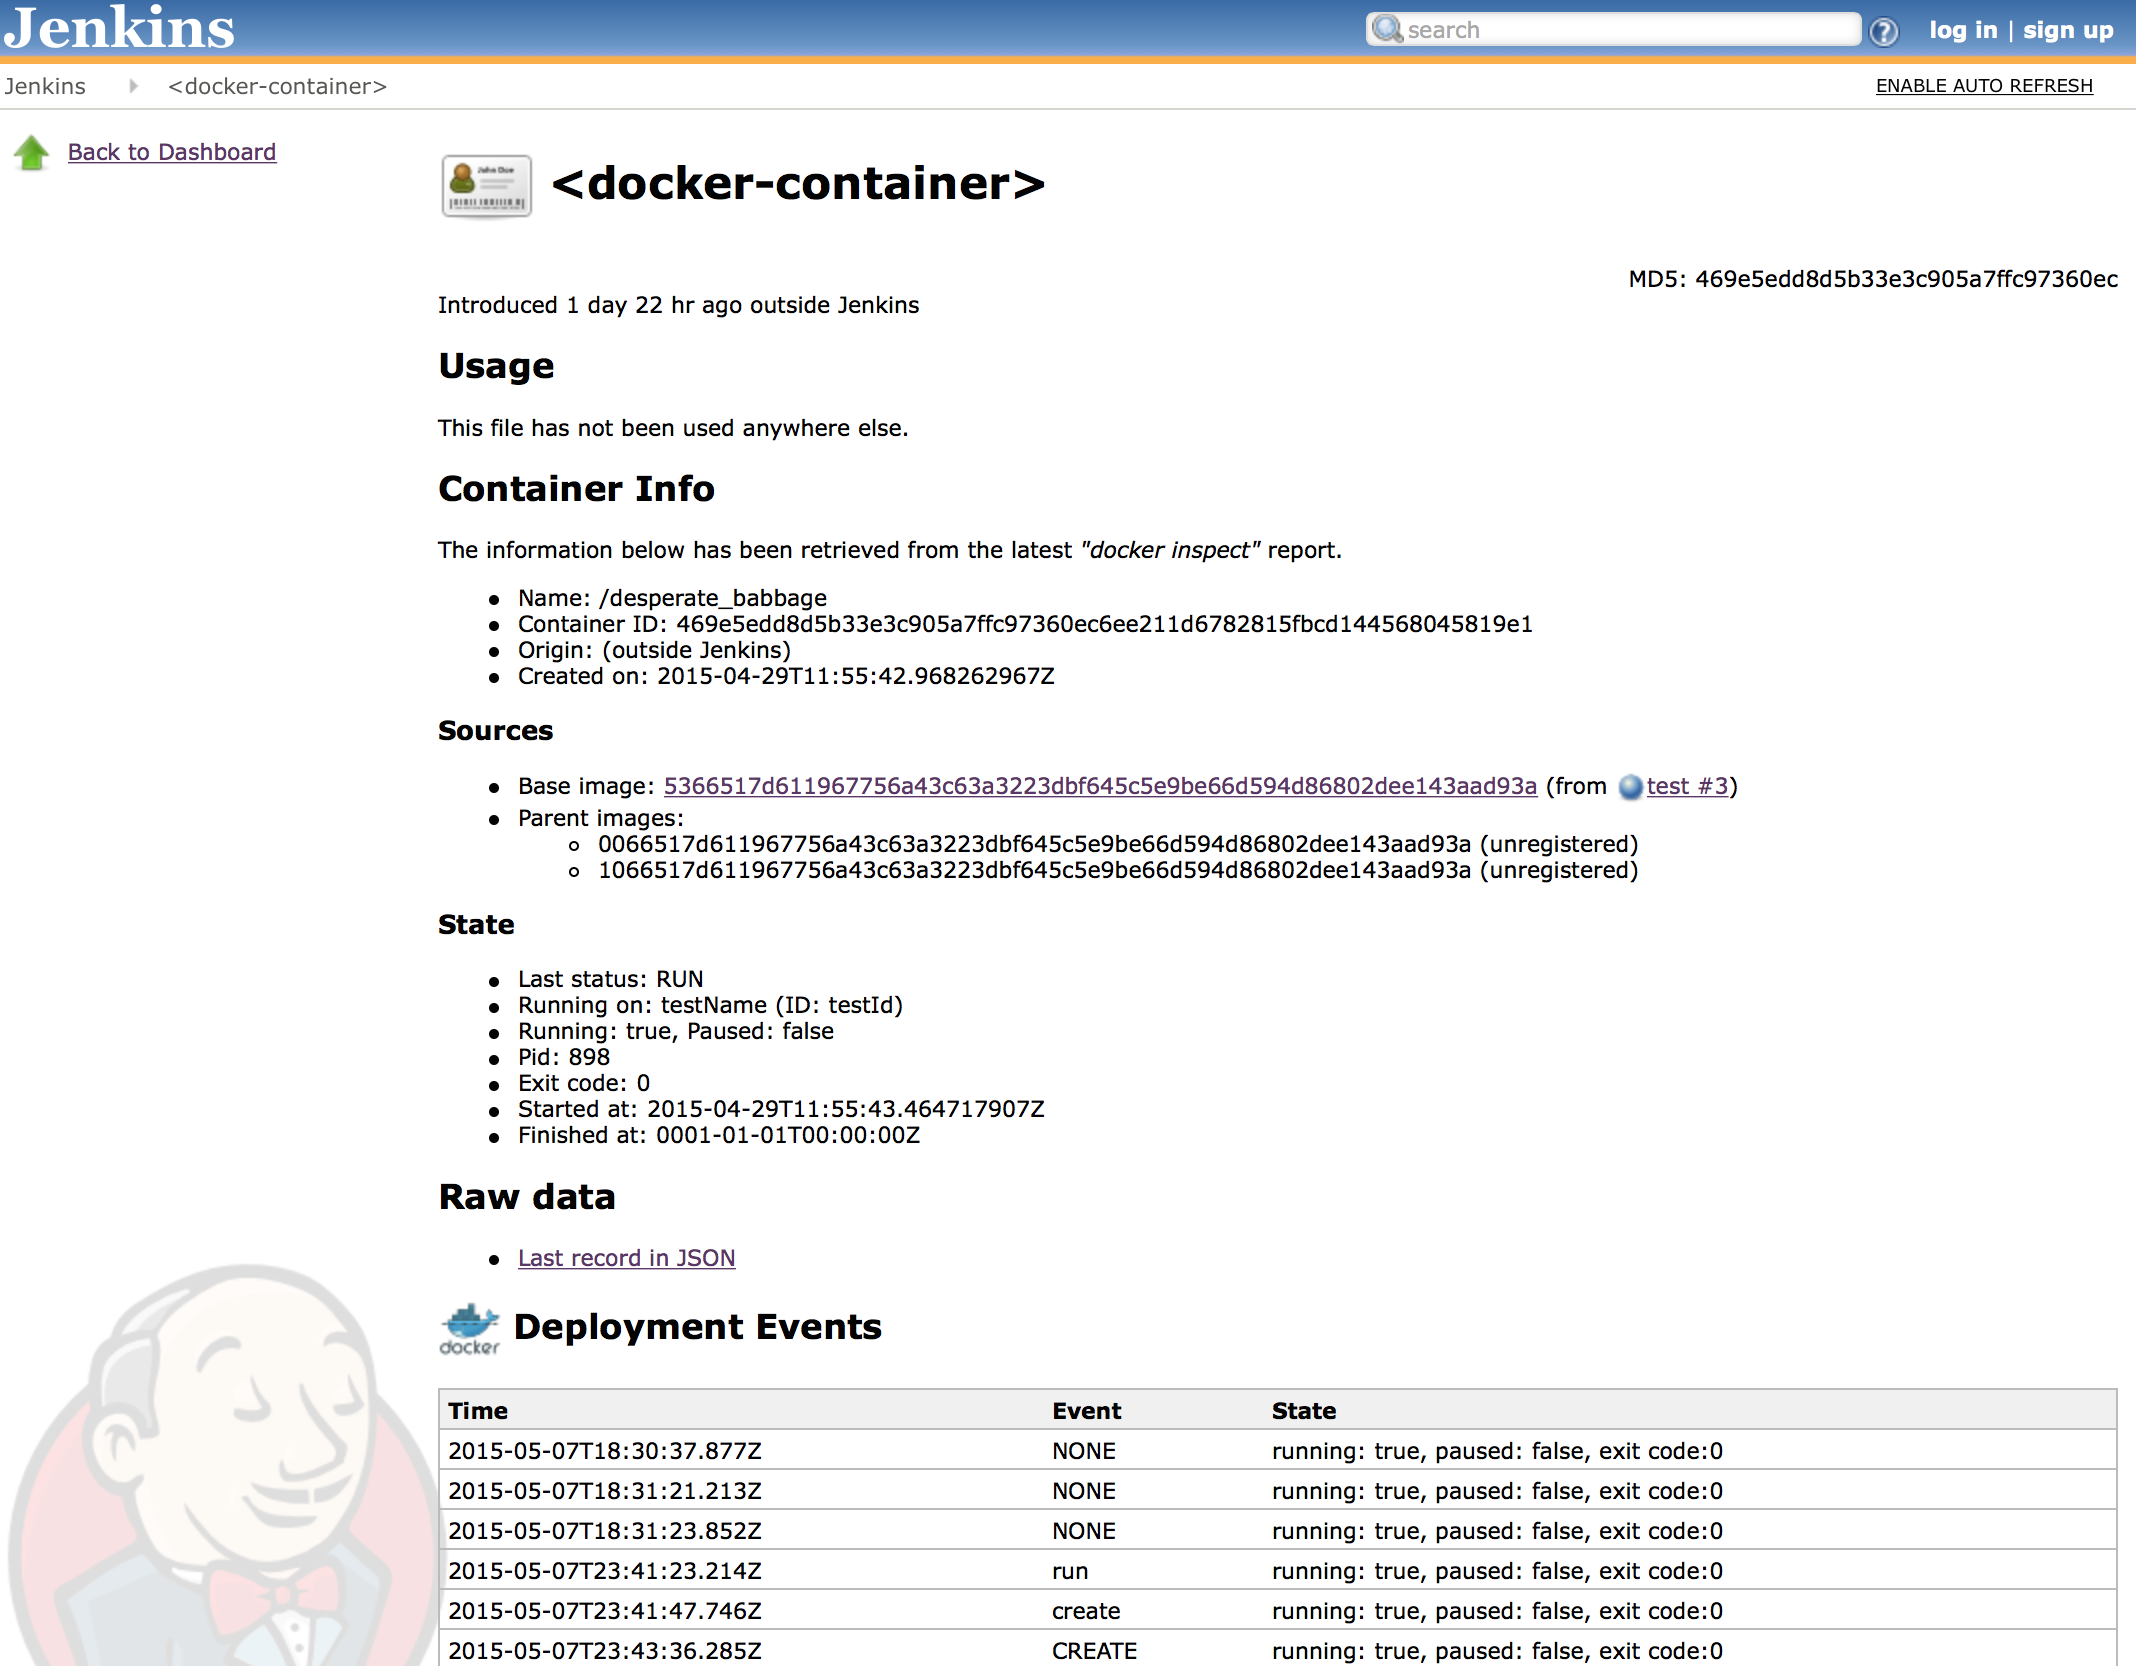 Jenkins
search
log in | sign up
Jenkins
<docker-container>
ENABLE AUTO REFRESH
Back to Dashboard
John Doe
<docker-container>
MD5: 469e5edd8d5b33e3c905a7ffc97360ec
Introduced 1 day 22 hr ago outside Jenkins
Usage
This file has not been used anywhere else.
Container Info
The information below has been retrieved from the latest "docker inspect" report.
Name: /desperate_babbage
Container ID: 469e5edd8d5b33e3c905a7ffc97360ec6ee211d6782815fbcd144568045819e1
Origin: (outside Jenkins)
Created on: 2015-04-29T11:55:42.968262967Z
Sources
Base image: 5366517d611967756a43c63a3223dbf645c5e9be66d594d86802dee143aad93a (from test #3)
Parent images:
0066517d611967756a43c63a3223dbf645c5e9be66d594d86802dee143aad93a (unregistered)
1066517d611967756a43c63a3223dbf645c5e9be66d594d86802dee143aad93a (unregistered)
State
Last status: RUN
Running on: testName (ID: testId)
Running: true, Paused: false
Pid: 898
Exit code: 0
Started at: 2015-04-29T11:55:43.464717907Z
Finished at: 0001-01-01T00:00:00Z
Raw data
Last record in JSON
docker
Deployment Events
Time Event State
2015-05-07T18:30:37.877Z NONE running: true, paused: false, exit code:0
2015-05-07T18:31:21.213Z NONE running: true, paused: false, exit code:0
2015-05-07T18:31:23.852Z NONE running: true, paused: false, exit code:0
2015-05-07T23:41:23.214Z run running: true, paused: false, exit code:0
2015-05-07T23:41:47.746Z create running: true, paused: false, exit code:0
2015-05-07T23:43:36.285Z CREATE running: true, paused: false, exit code:0